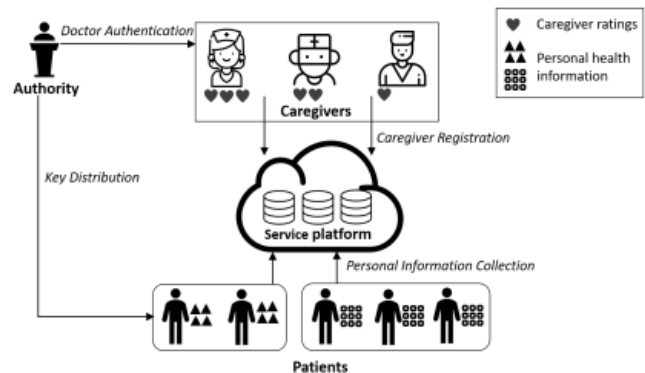 Doctor Authentication
Authority
Caregivers
Caregiver ratings
Personal health
information
Caregiver Registration
Key Distribution
Service platform
Personal Information Collection
Patients